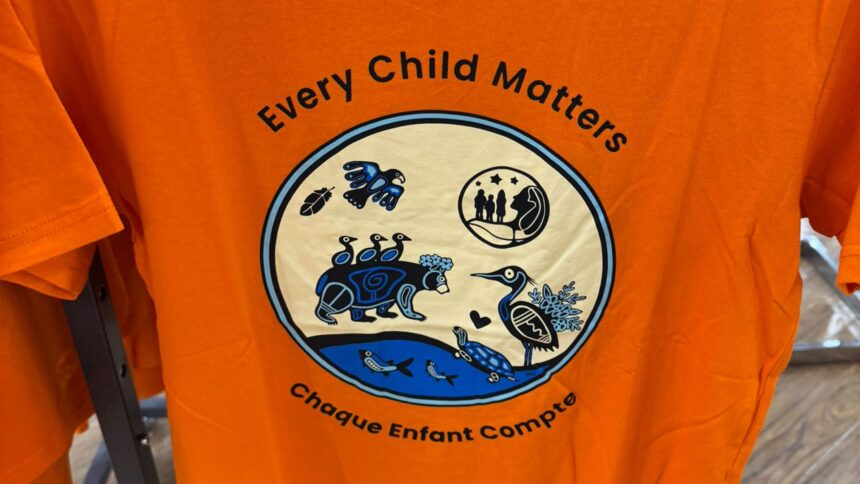 Every Child Matters
Chaque Enfant Compte